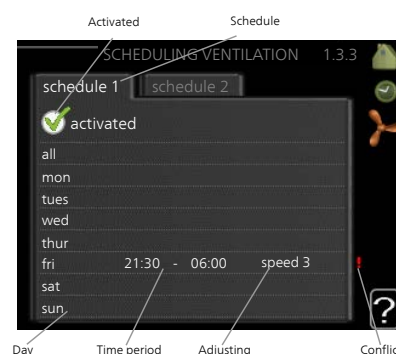 Activated Schedule
SCHEDULING VENTILATION 1.3.3
schedule 1 schedule 2
activated
all
mon
tues
wed
thur
fri 21:30 - 06:00 speed 3 !
sat
sun
?
Day Time period Adjusting Conflic